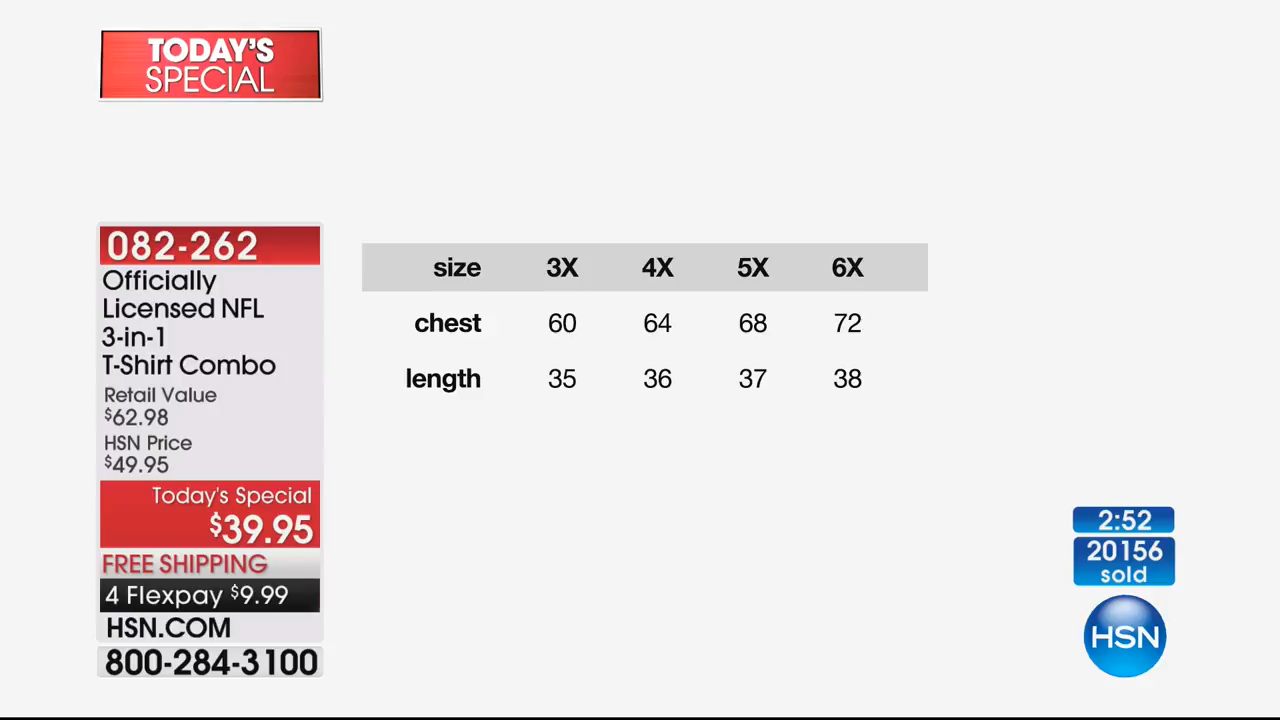 TODAY'S
SPECIAL
082-262
Officially
Licensed NFL
3-in-1
T-Shirt Combo
Retail Value
$62.98
HSN Price
$49.95
Today's Special
$39.95
FREE SHIPPING
4 Flexpay $9.99
HSN.COM
800-284-3100
size 3X 4X 5X 6X
chest 60 64 68 72
length 35 36 37 38
2:52
20156
sold
HSN